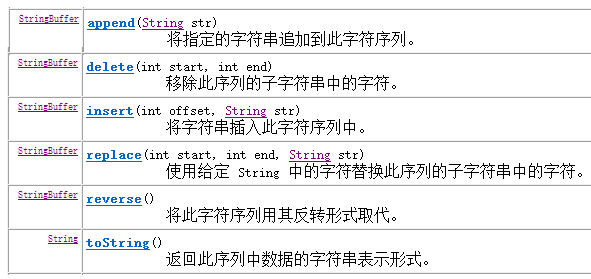 StringBuffer append(String str)
将指定的字符串追加到此字符序列。
StringBuffer delete(int start, int end)
移除此序列的子字符串中的字符。
StringBuffer insert(int offset, String str)
将字符串插入此字符序列中。
StringBuffer replace(int start, int end, String str)
使用给定 String 中的字符替换此序列的子字符串中的字符。
StringBuffer reverse()
将此字符序列用其反转形式取代。
String toString()
返回此序列中数据的字符串表示形式。